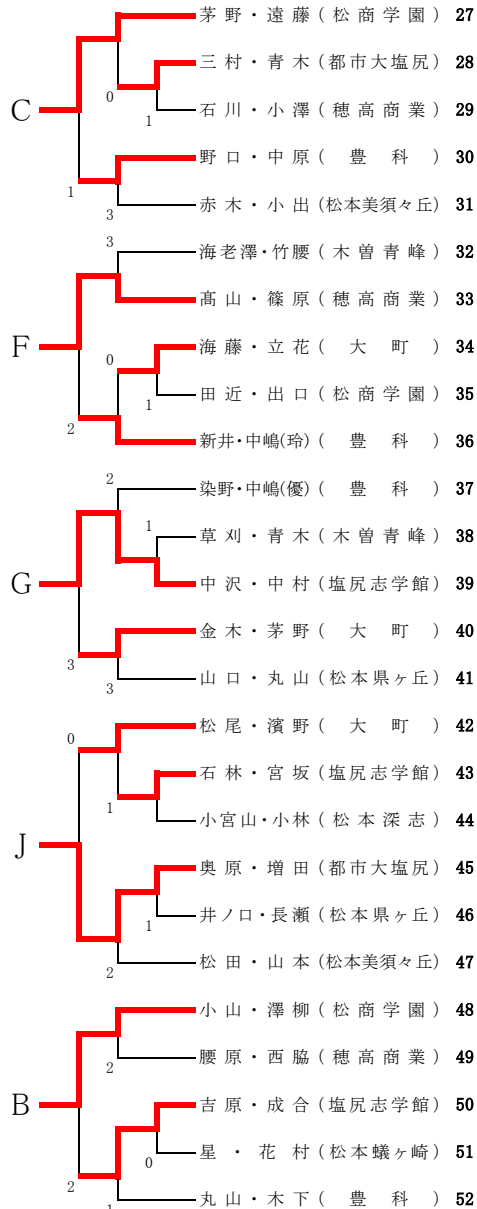 茅野・遠藤(松商学園) 27
三村・青木(都市大塩尻) 28
0
C
石川・小澤(穂高商業) 29
1
野口・中原(豊科) 30
1
赤木・小出(松本美須々丘) 31
3
3
海老澤・竹腰(木曽青峰) 32
髙山・篠原(穂高商業) 33
F
0
海藤・立花(大町) 34
田近・出口(松商学園) 35
1
2
新井・中嶋(玲)(豊科) 36
2
染野・中嶋(優)(豊科) 37
1
草刈・青木(木曽青峰) 38
G
中沢・中村(塩尻志学館) 39
金木・茅野(大町) 40
3
山口・丸山(松本県ヶ丘) 41
3
0
松尾・濱野(大町) 42
石林・宮坂(塩尻志学館) 43
1
小宮山・小林(松本深志) 44
J
奥原・増田(都市大塩尻) 45
井ノ口・長瀬(松本県ヶ丘) 46
1
松田・山本(松本美須々丘) 47
2
小山・澤柳(松商学園) 48
腰原・西脇(穂高商業) 49
2
B
吉原・成合(塩尻志学館) 50
星・花村(松本蟻ヶ崎) 51
0
2
丸山・木下(豊科) 52
1